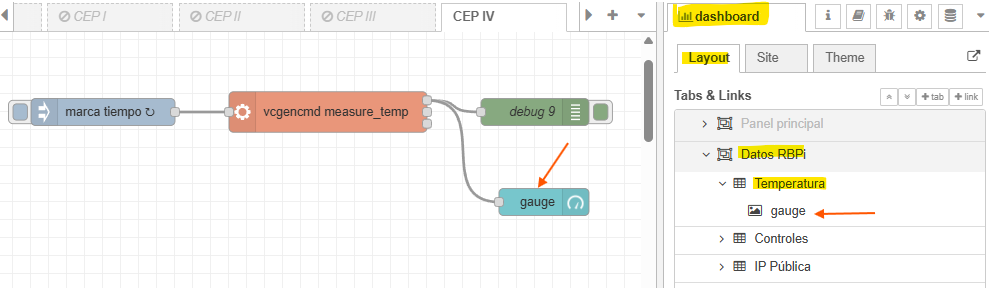 CEP I
CEP II
CEP III
CEP IV
dashboard
marca tiempo ↻
vcgencmd measure_temp
debug 9
gauge
Layout
Site
Theme
Tabs & Links
+ tab
+ link
Panel principal
Datos RBPi
Temperatura
gauge
Controles
IP Pública